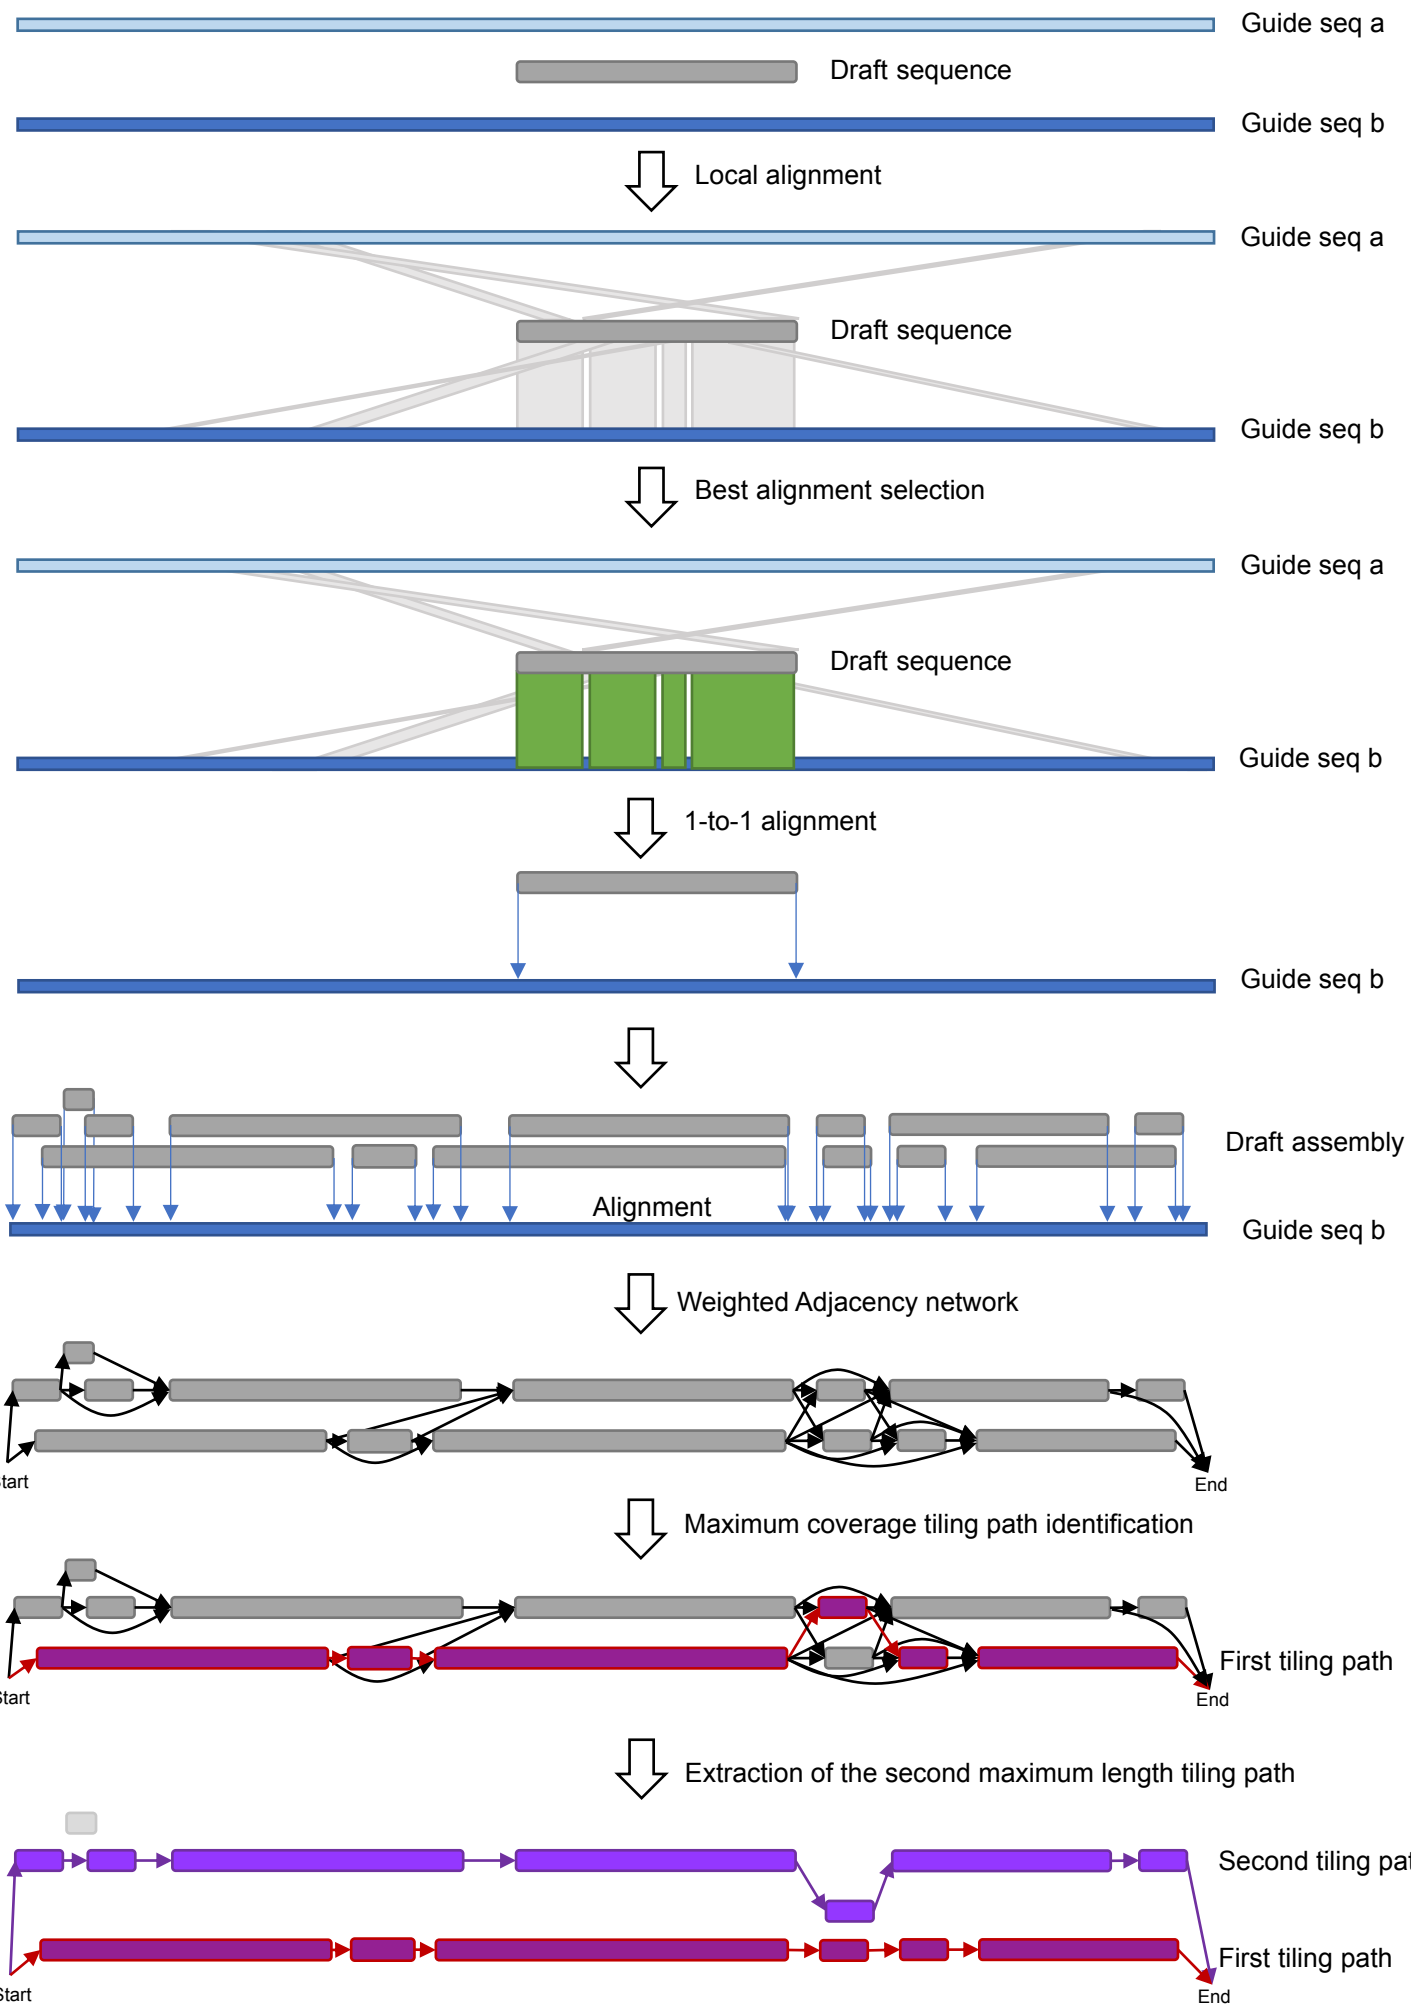 Guide seq a
Draft sequence
Guide seq b
Local alignment
Guide seq a
Draft sequence
Guide seq b
Best alignment selection
Guide seq a
Draft sequence
Guide seq b
1-to-1 alignment
Guide seq b
Draft assembly
Alignment
Guide seq b
Weighted Adjacency network
Start
End
Maximum coverage tiling path identification
First tiling path
Start
End
Extraction of the second maximum length tiling path
Second tiling pat
First tiling path
Start
End